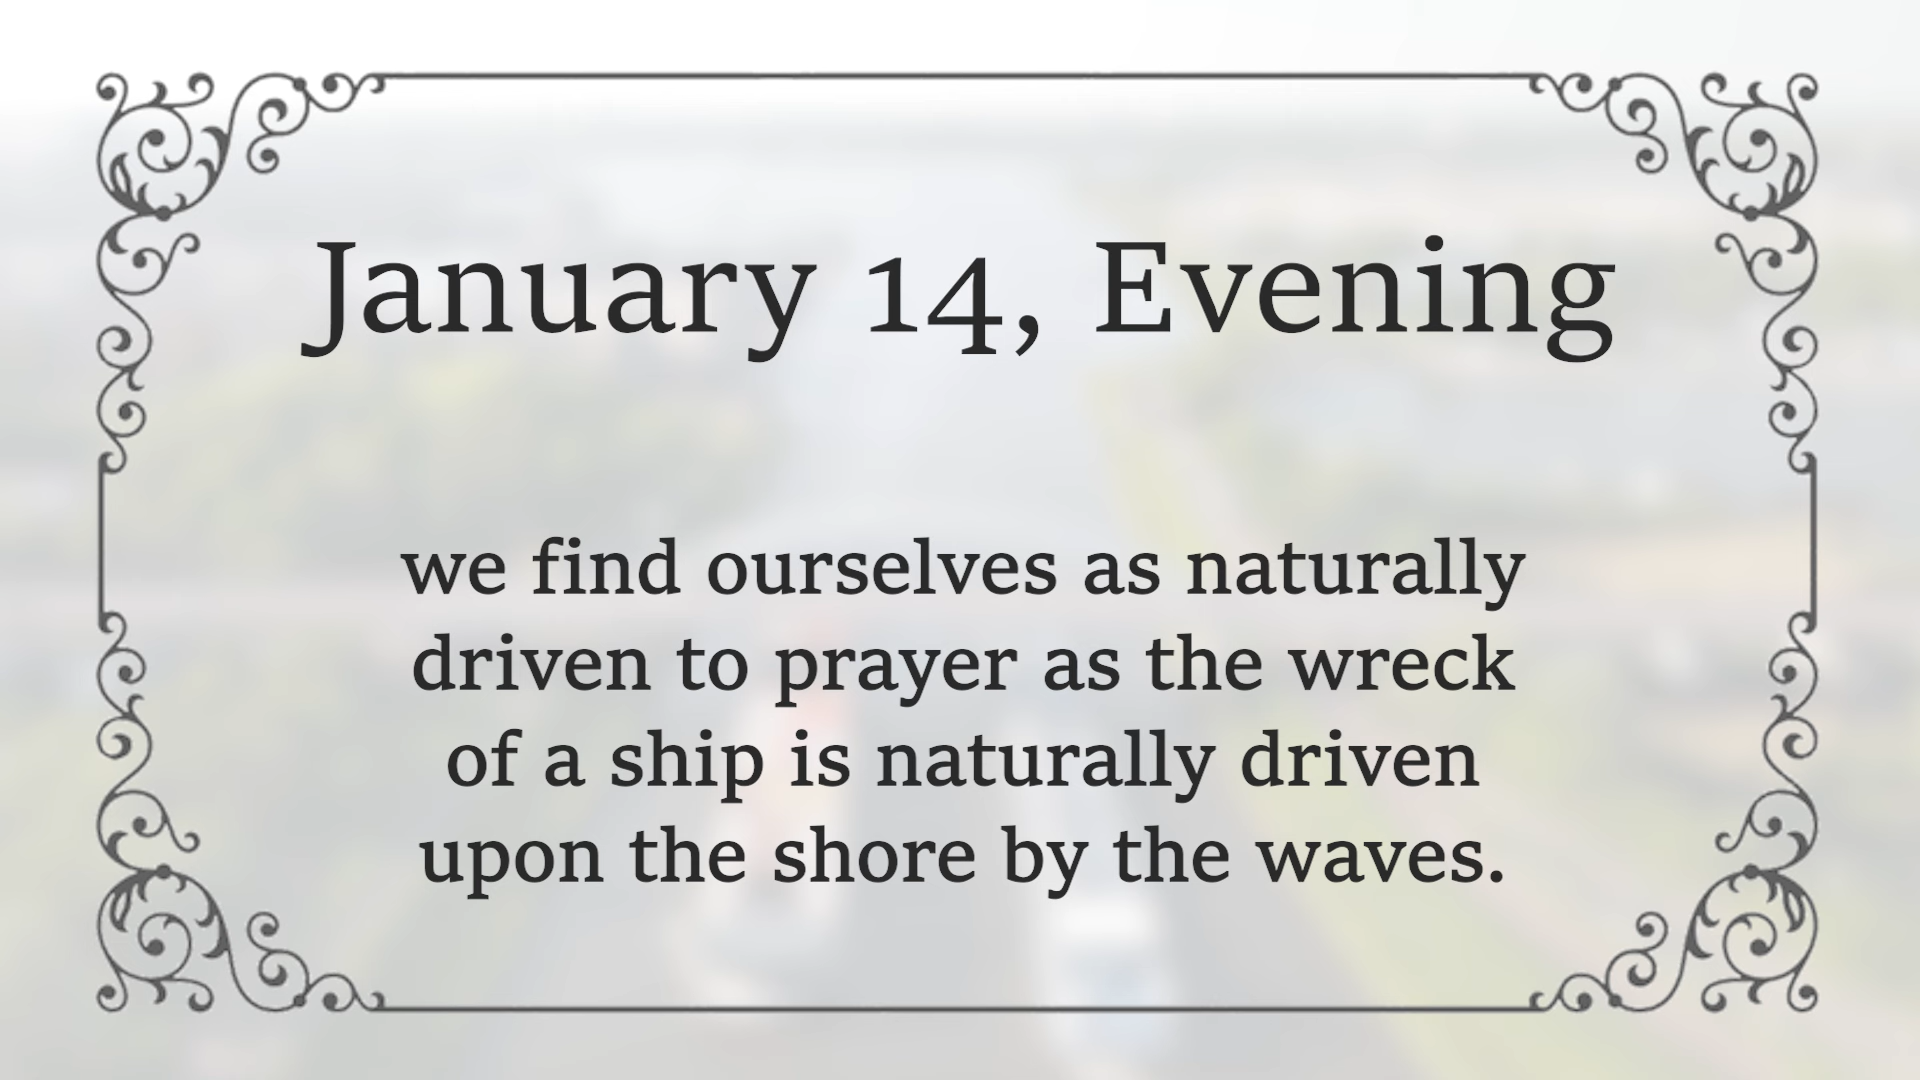 January 14, Evening
we find ourselves as naturally
driven to prayer as the wreck
of a ship is naturally driven
upon the shore by the waves.